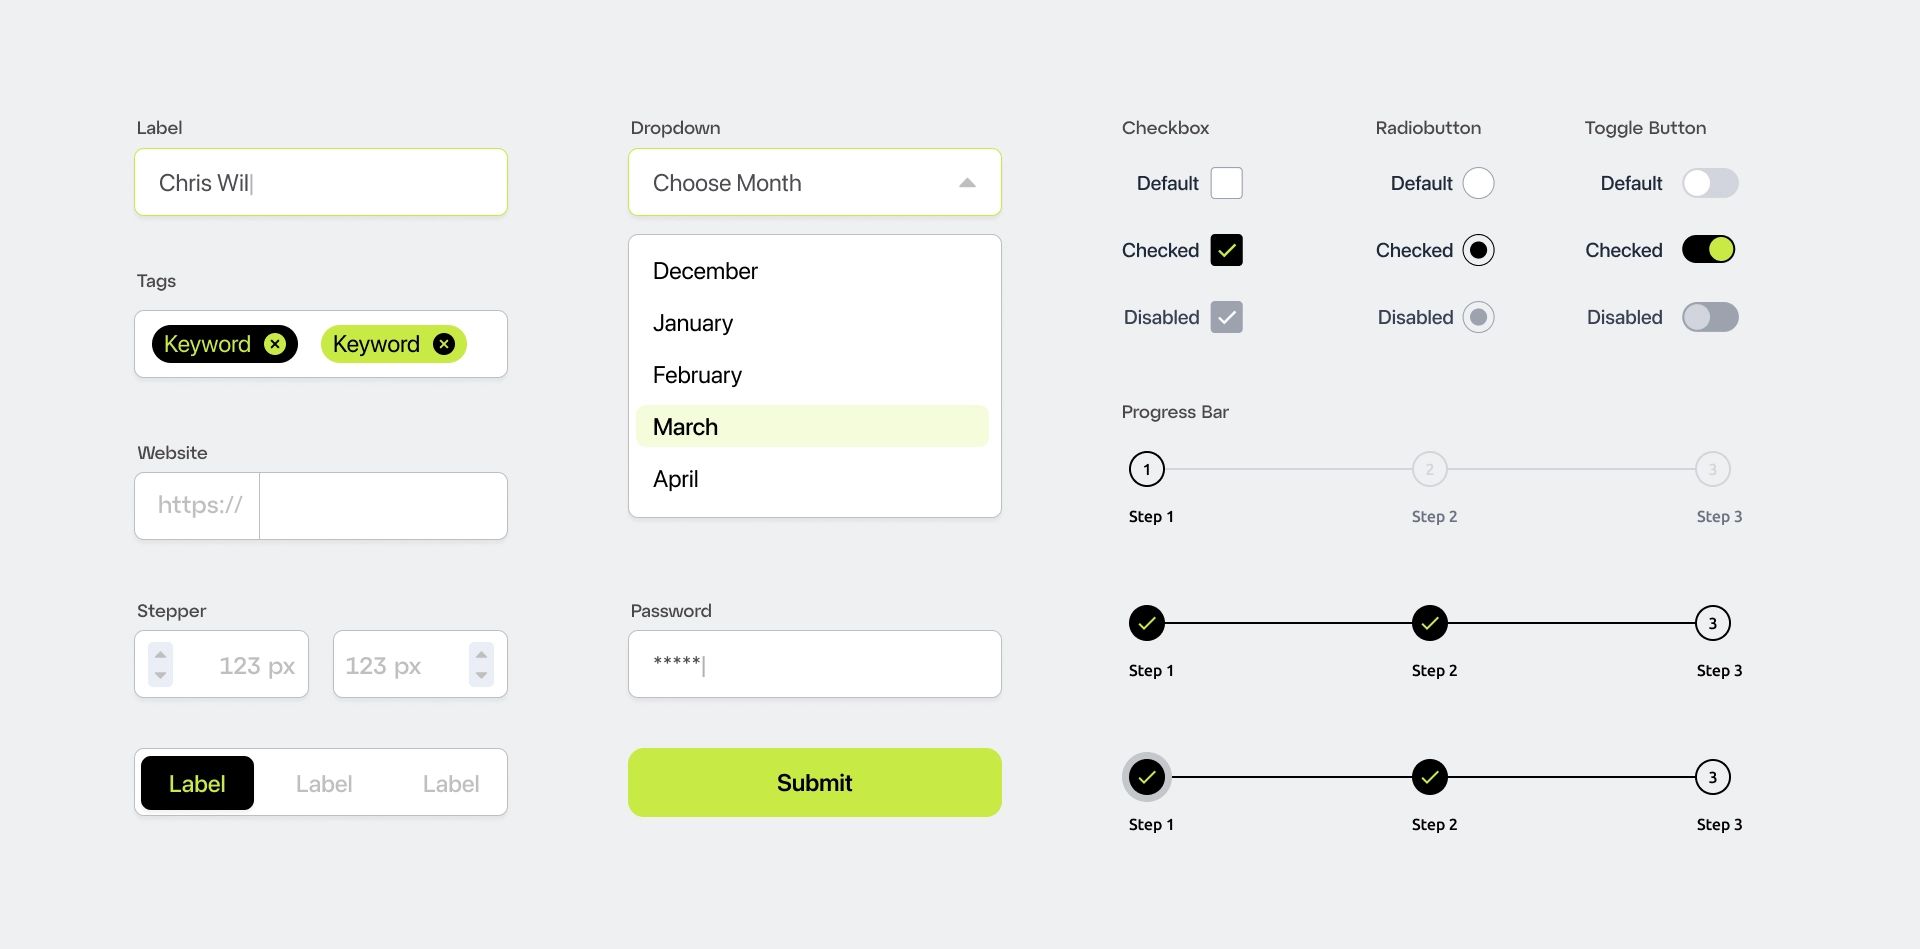 Label
Chris Wil
Tags
Keyword
Keyword
Website
https://
Stepper
123 px
123 px
Label
Label
Label
Dropdown
Choose Month
December
January
February
March
April
Password
*****
Submit
Checkbox
Default
Checked
Disabled
Radiobutton
Default
Checked
Disabled
Toggle Button
Default
Checked
Disabled
Progress Bar
1
2
3
Step 1
Step 2
Step 3
3
Step 1
Step 2
Step 3
3
Step 1
Step 2
Step 3